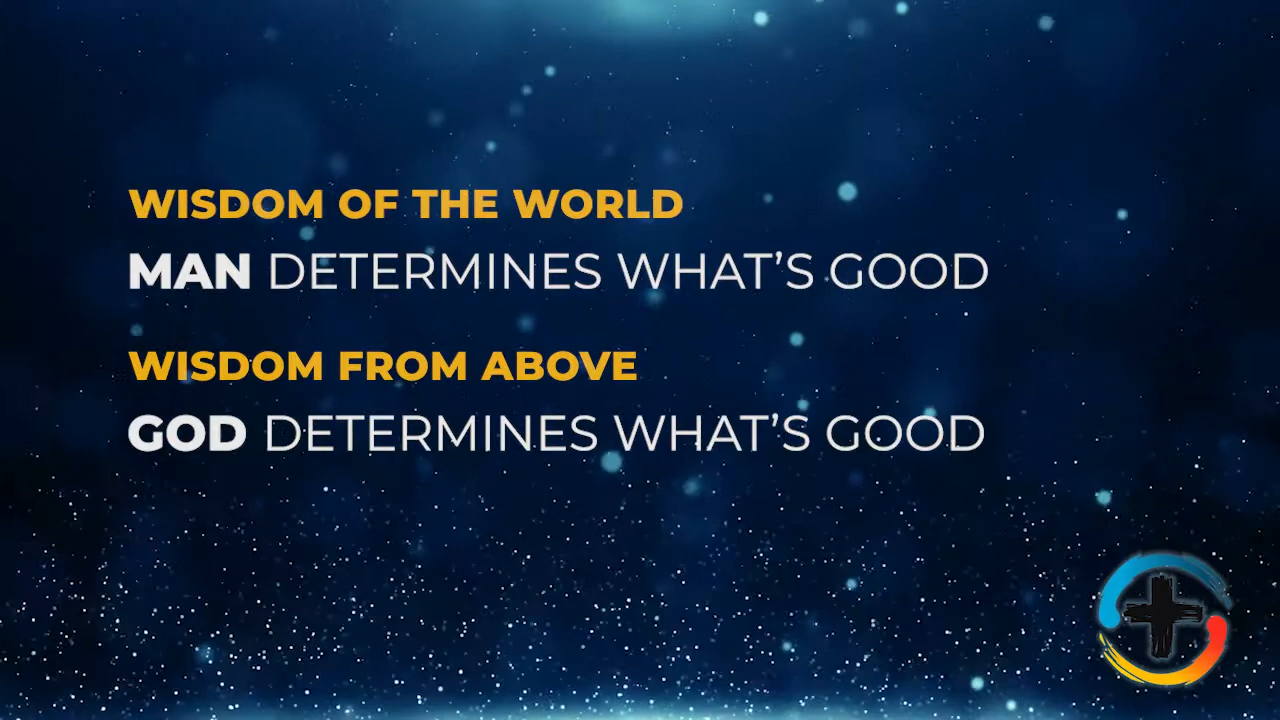 WISDOM OF THE WORLD
MAN DETERMINES WHAT'S GOOD
WISDOM FROM ABOVE
GOD DETERMINES WHAT'S GOOD